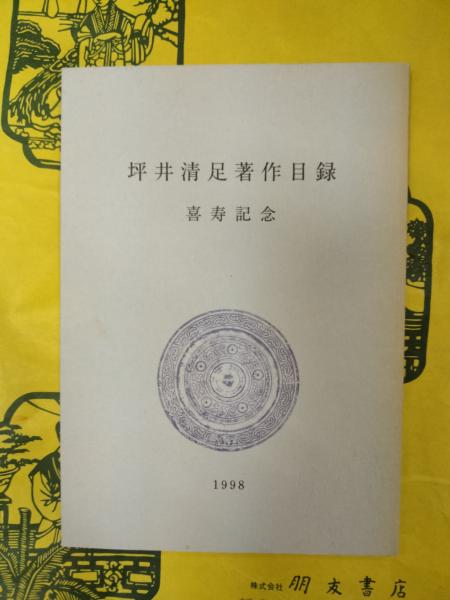 坪井清足著作目録
喜寿記念
1998
株式会社 朋友書店